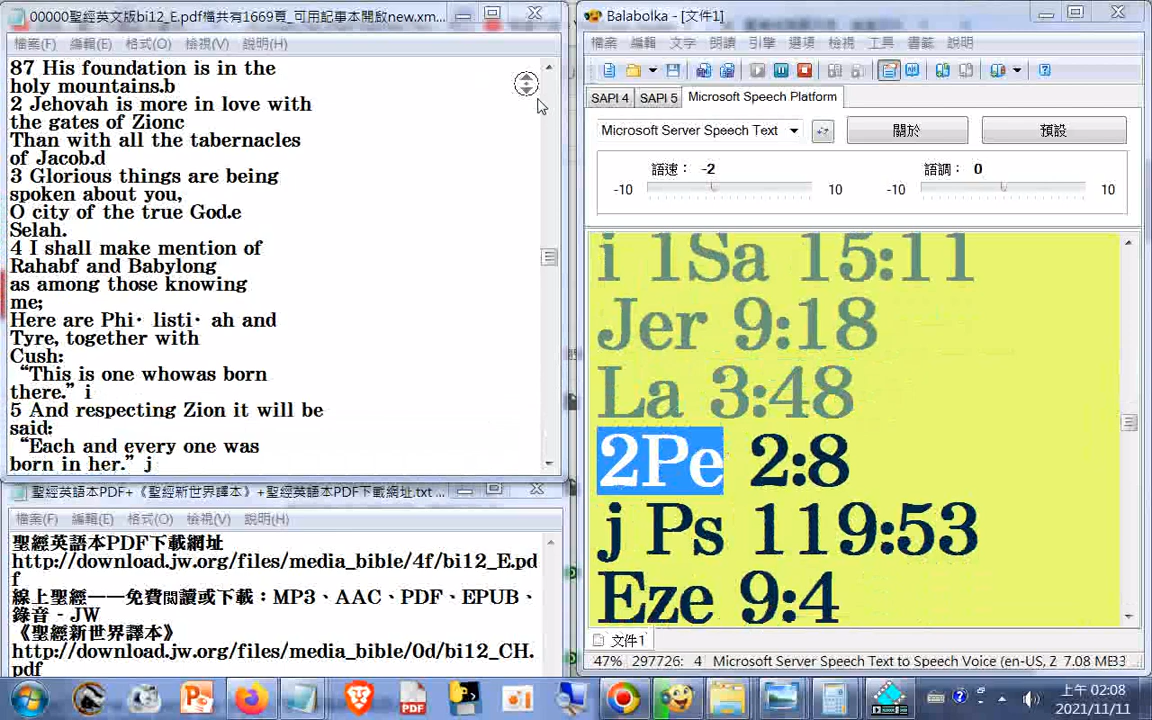 00000聖經英文版bi12_E.pdf檔共有1669頁_可用記事本開啟new.xm...
檔案(F) 編輯(E) 格式(O) 檢視(V) 說明(H)
87 His foundation is in the
holy mountains.b
2 Jehovah is more in love with
the gates of Zionc
Than with all the tabernacles
of Jacob.d
3 Glorious things are being
spoken about you,
O city of the true God.e
Selah.
4 I shall make mention of
Rahabf and Babylong
as among those knowing
me;
Here are Phi· listi· ah and
Tyre, together with
Cush:
“This is one whowas born
there.” i
5 And respecting Zion it will be
said:
“Each and every one was
born in her.” j
聖經英語本PDF+《聖經新世界譯本》+聖經英語本PDF下載網址.txt ...
檔案(F) 編輯(E) 格式(O) 檢視(V) 說明(H)
聖經英語本PDF下載網址
http://download.jw.org/files/media_bible/4f/bi12_E.pd
f
線上聖經——免費閱讀或下載：MP3、AAC、PDF、EPUB、
錄音 - JW
《聖經新世界譯本》
http://download.jw.org/files/media_bible/0d/bi12_CH.
pdf
Balabolka - [文件1]
檔案 編輯 文字 朗讀 引擎 選項 檢視 工具 書籤 說明
SAPI 4 SAPI 5 Microsoft Speech Platform
Microsoft Server Speech Text 關於 預設
語速： -2 語調： 0
-10 10 -10 10
i 1Sa 15:11
Jer 9:18
La 3:48
2Pe 2:8
j Ps 119:53
Eze 9:4
文件1
47% 297726: 4 Microsoft Server Speech Text to Speech Voice (en-US, Z 7.08 MB
上午 02:08
2021/11/11